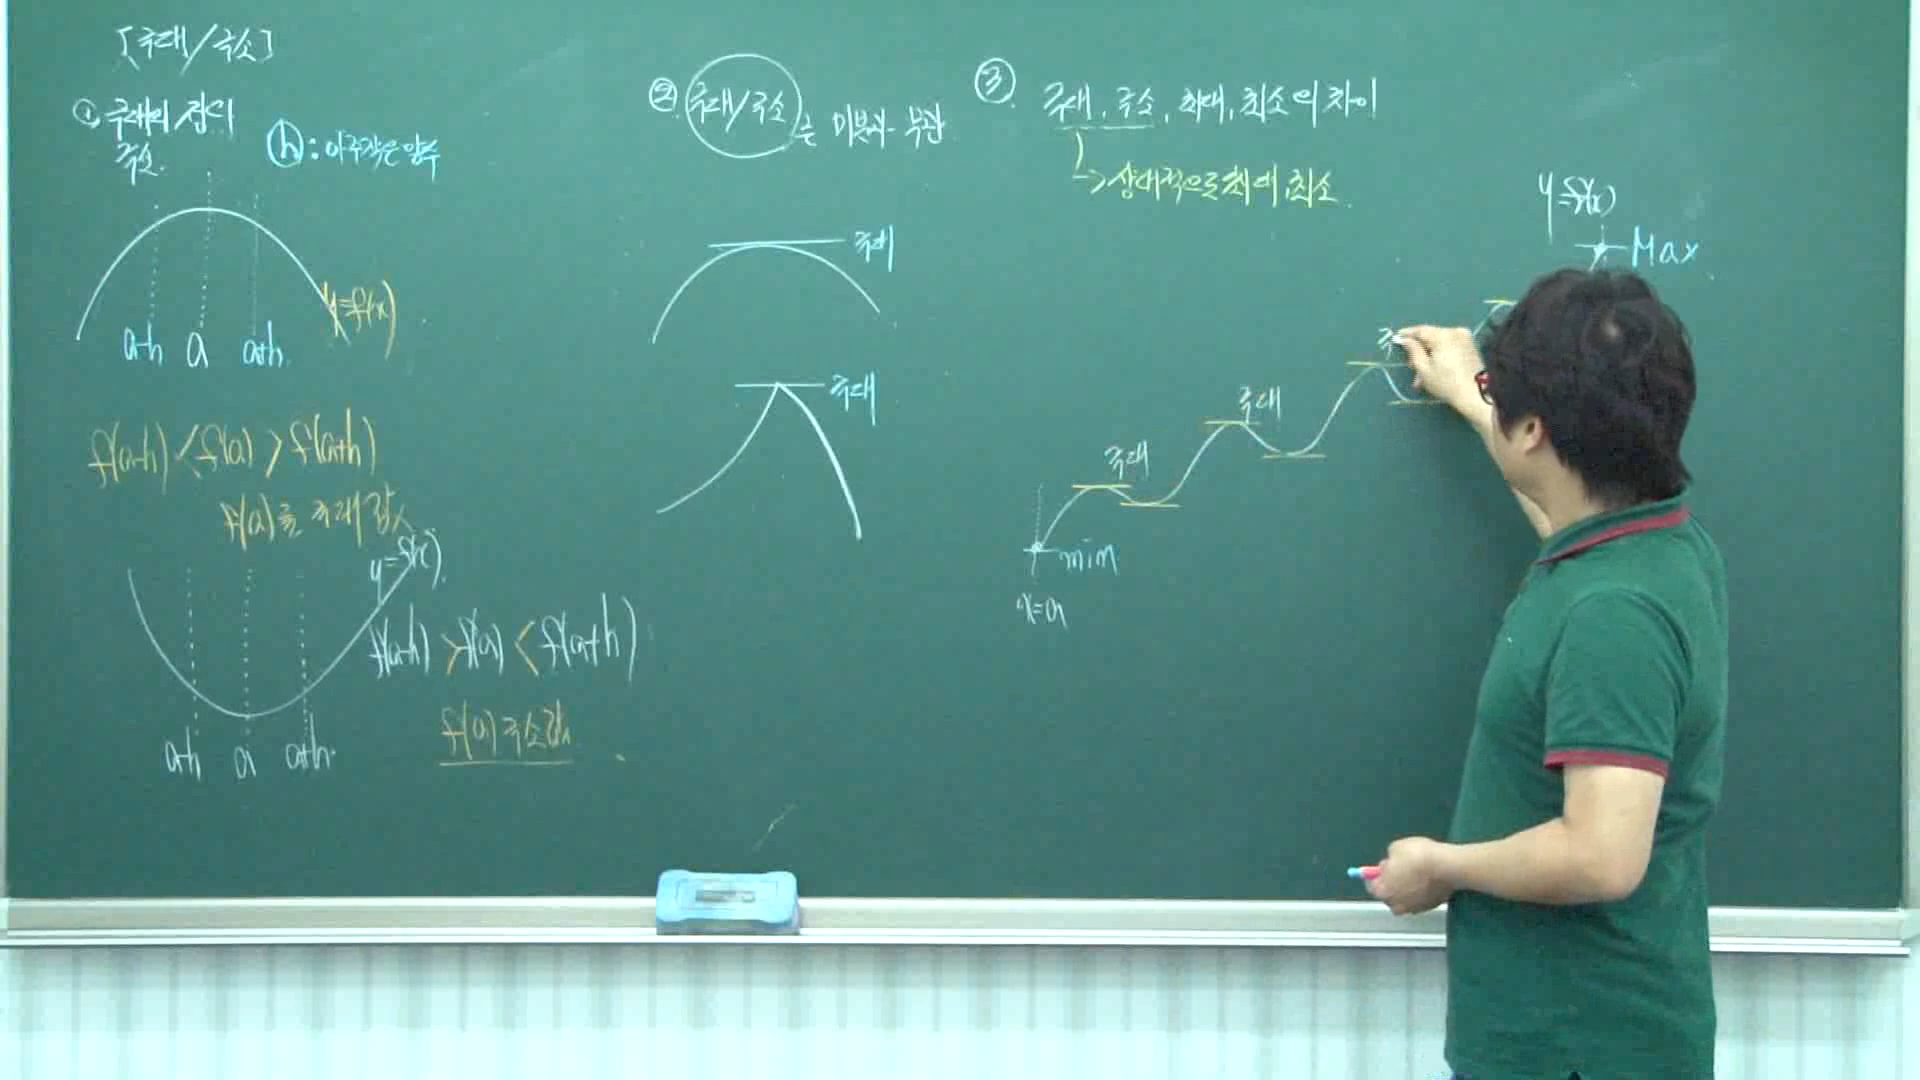 [극대/극소]
① 극대의 정의
극소.
ⓗ : 아주작은 양수
y=f(x)
a-h a a+h
f(a-h) < f(a) > f(a+h)
f(a)를 극대값
y=f(x)
f(a-h) > f(a) < f(a+h)
a-h a a+h
f(a) 극소값
② 극대/극소는 미분과 무관
극대
극대
③. 극대, 극소, 최대, 최소의 차이
→ 상대적으로 최대, 최소.
y=f(x)
Max
극
극대
극대
min
x=a